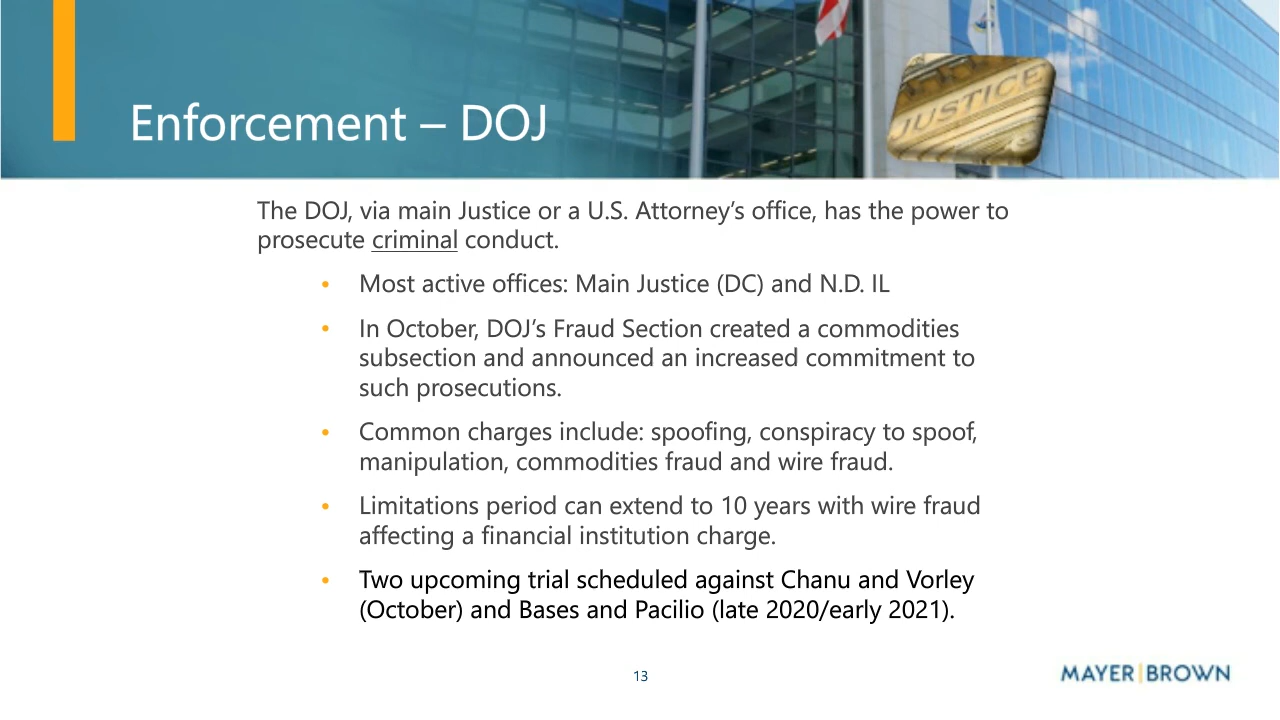 JUSTICE
Enforcement – DOJ
The DOJ, via main Justice or a U.S. Attorney’s office, has the power to
prosecute criminal conduct.
• Most active offices: Main Justice (DC) and N.D. IL
• In October, DOJ’s Fraud Section created a commodities
subsection and announced an increased commitment to
such prosecutions.
• Common charges include: spoofing, conspiracy to spoof,
manipulation, commodities fraud and wire fraud.
• Limitations period can extend to 10 years with wire fraud
affecting a financial institution charge.
• Two upcoming trial scheduled against Chanu and Vorley
(October) and Bases and Pacilio (late 2020/early 2021).
13
MAYER|BROWN